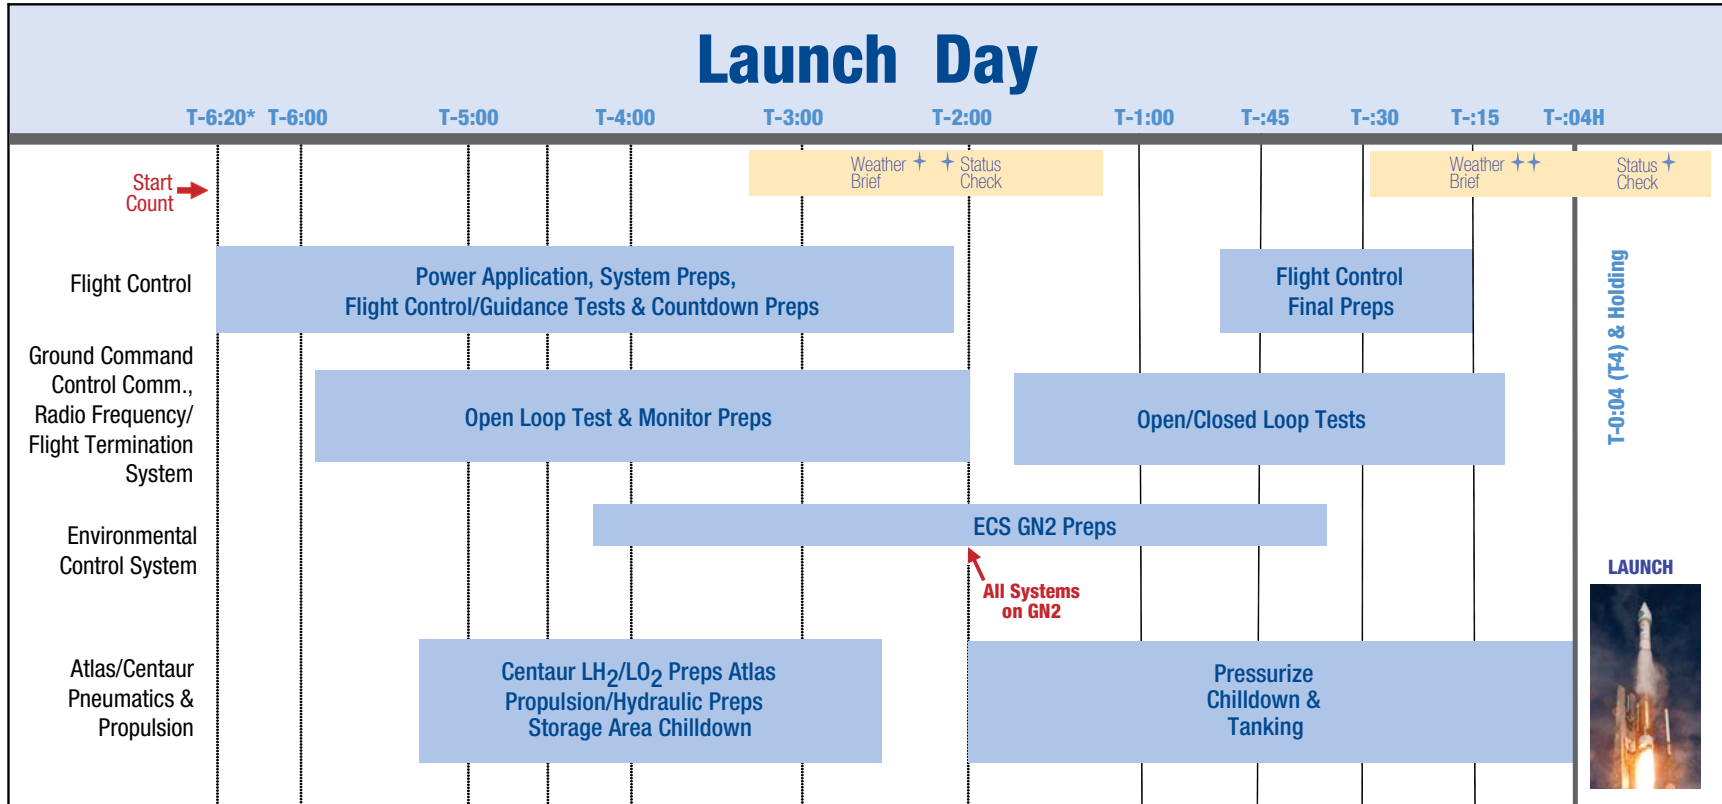 Launch Day
T-6:20* T-6:00 T-5:00 T-4:00 T-3:00 T-2:00 T-1:00 T-:45 T-:30 T-:15 T-:04H
Start
Count
Weather
Brief
Status
Check
Weather
Brief
Status
Check
Flight Control
Power Application, System Preps,
Flight Control/Guidance Tests & Countdown Preps
Flight Control
Final Preps
T-0:04 (T-4) & Holding
Ground Command
Control Comm.,
Radio Frequency/
Flight Termination
System
Open Loop Test & Monitor Preps
Open/Closed Loop Tests
Environmental
Control System
ECS GN2 Preps
All Systems
on GN2
LAUNCH
Atlas/Centaur
Pneumatics &
Propulsion
Centaur LH2/LO2 Preps Atlas
Propulsion/Hydraulic Preps
Storage Area Chilldown
Pressurize
Chilldown &
Tanking